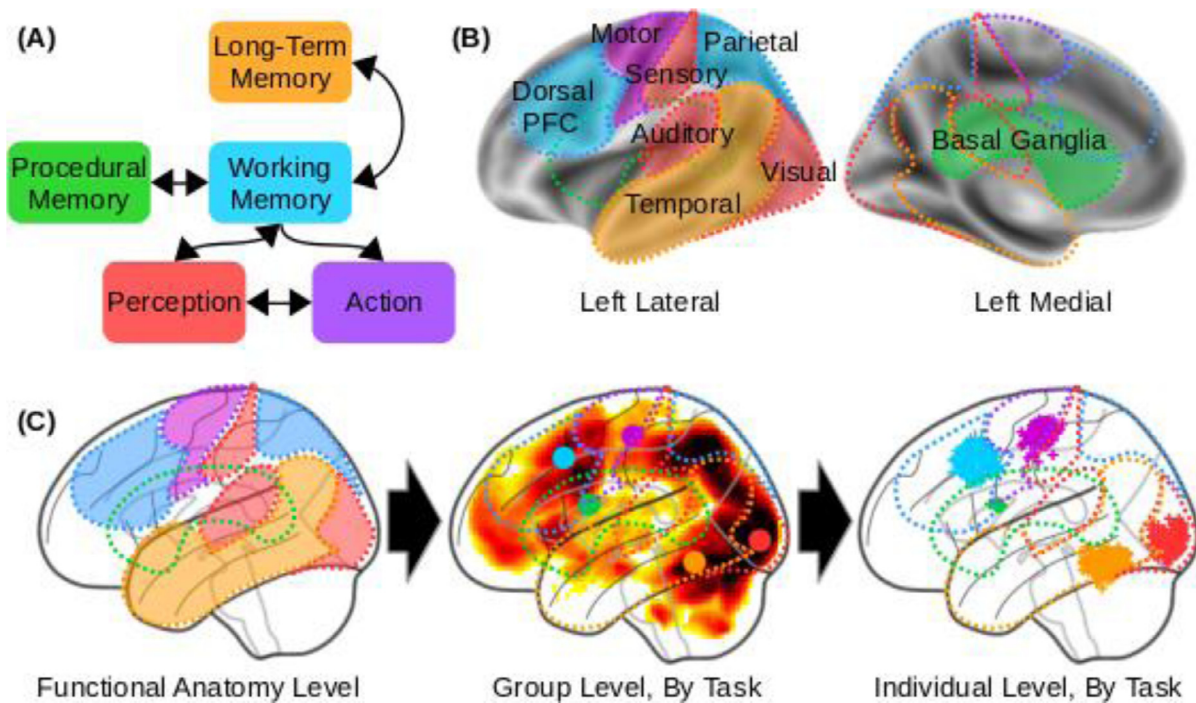 (A)
Long-Term
Memory
Procedural
Memory
Working
Memory
Perception
Action
(B)
Motor
Parietal
Sensory
Dorsal
PFC
Auditory
Visual
Temporal
Basal Ganglia
Left Lateral
Left Medial
(C)
Functional Anatomy Level
Group Level, By Task
Individual Level, By Task